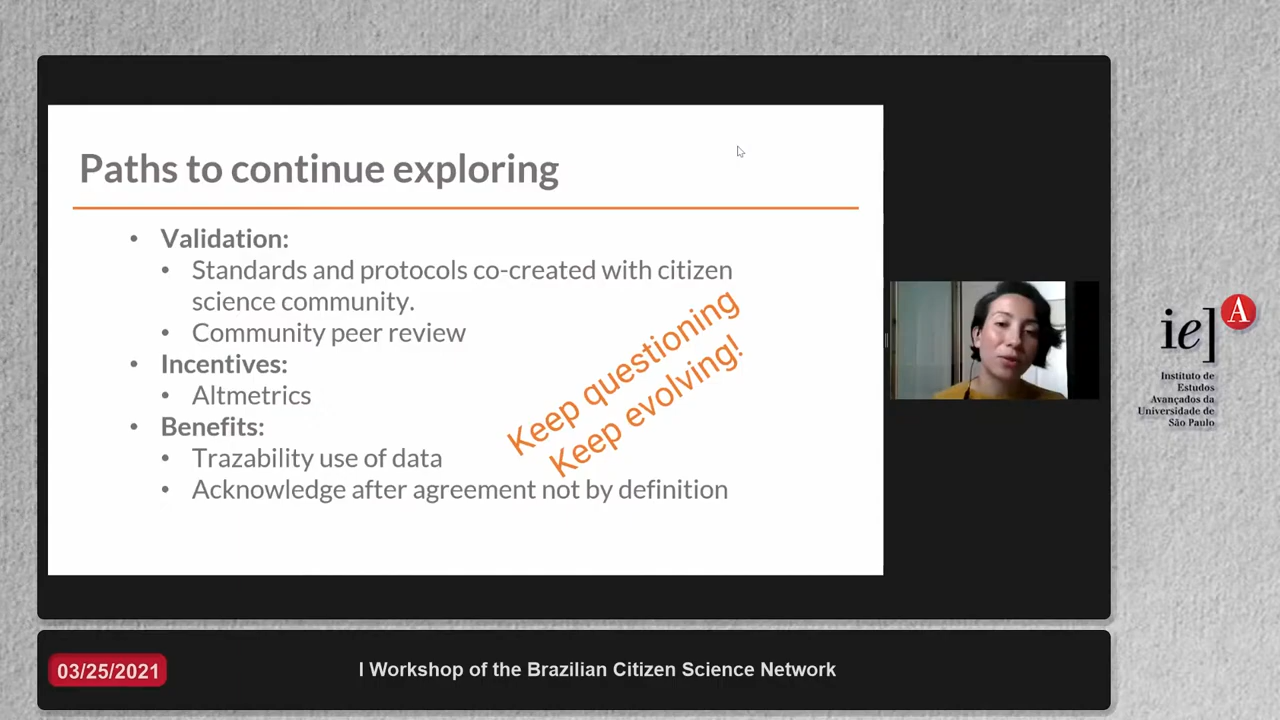 Paths to continue exploring
• Validation:
• Standards and protocols co-created with citizen
science community.
• Community peer review
• Incentives:
• Altmetrics
• Benefits:
• Trazability use of data
• Acknowledge after agreement not by definition
Keep questioning
Keep evolving!
ie] A
Instituto de
Estudos
Avançados da
Universidade de
São Paulo
03/25/2021
I Workshop of the Brazilian Citizen Science Network